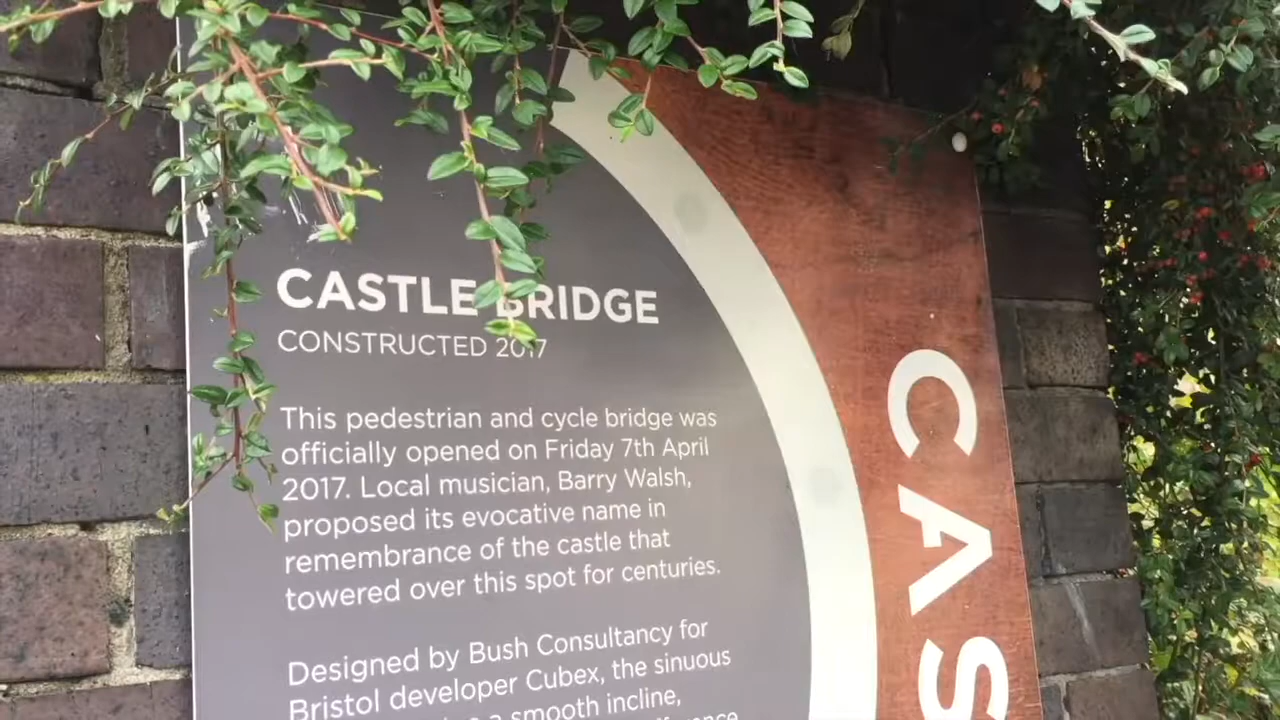 CASTLE BRIDGE
CONSTRUCTED 2017
This pedestrian and cycle bridge was
officially opened on Friday 7th April
2017. Local musician, Barry Walsh,
proposed its evocative name in
remembrance of the castle that
towered over this spot for centuries.
Designed by Bush Consultancy for
Bristol developer Cubex, the sinuous
a smooth incline,
CAS